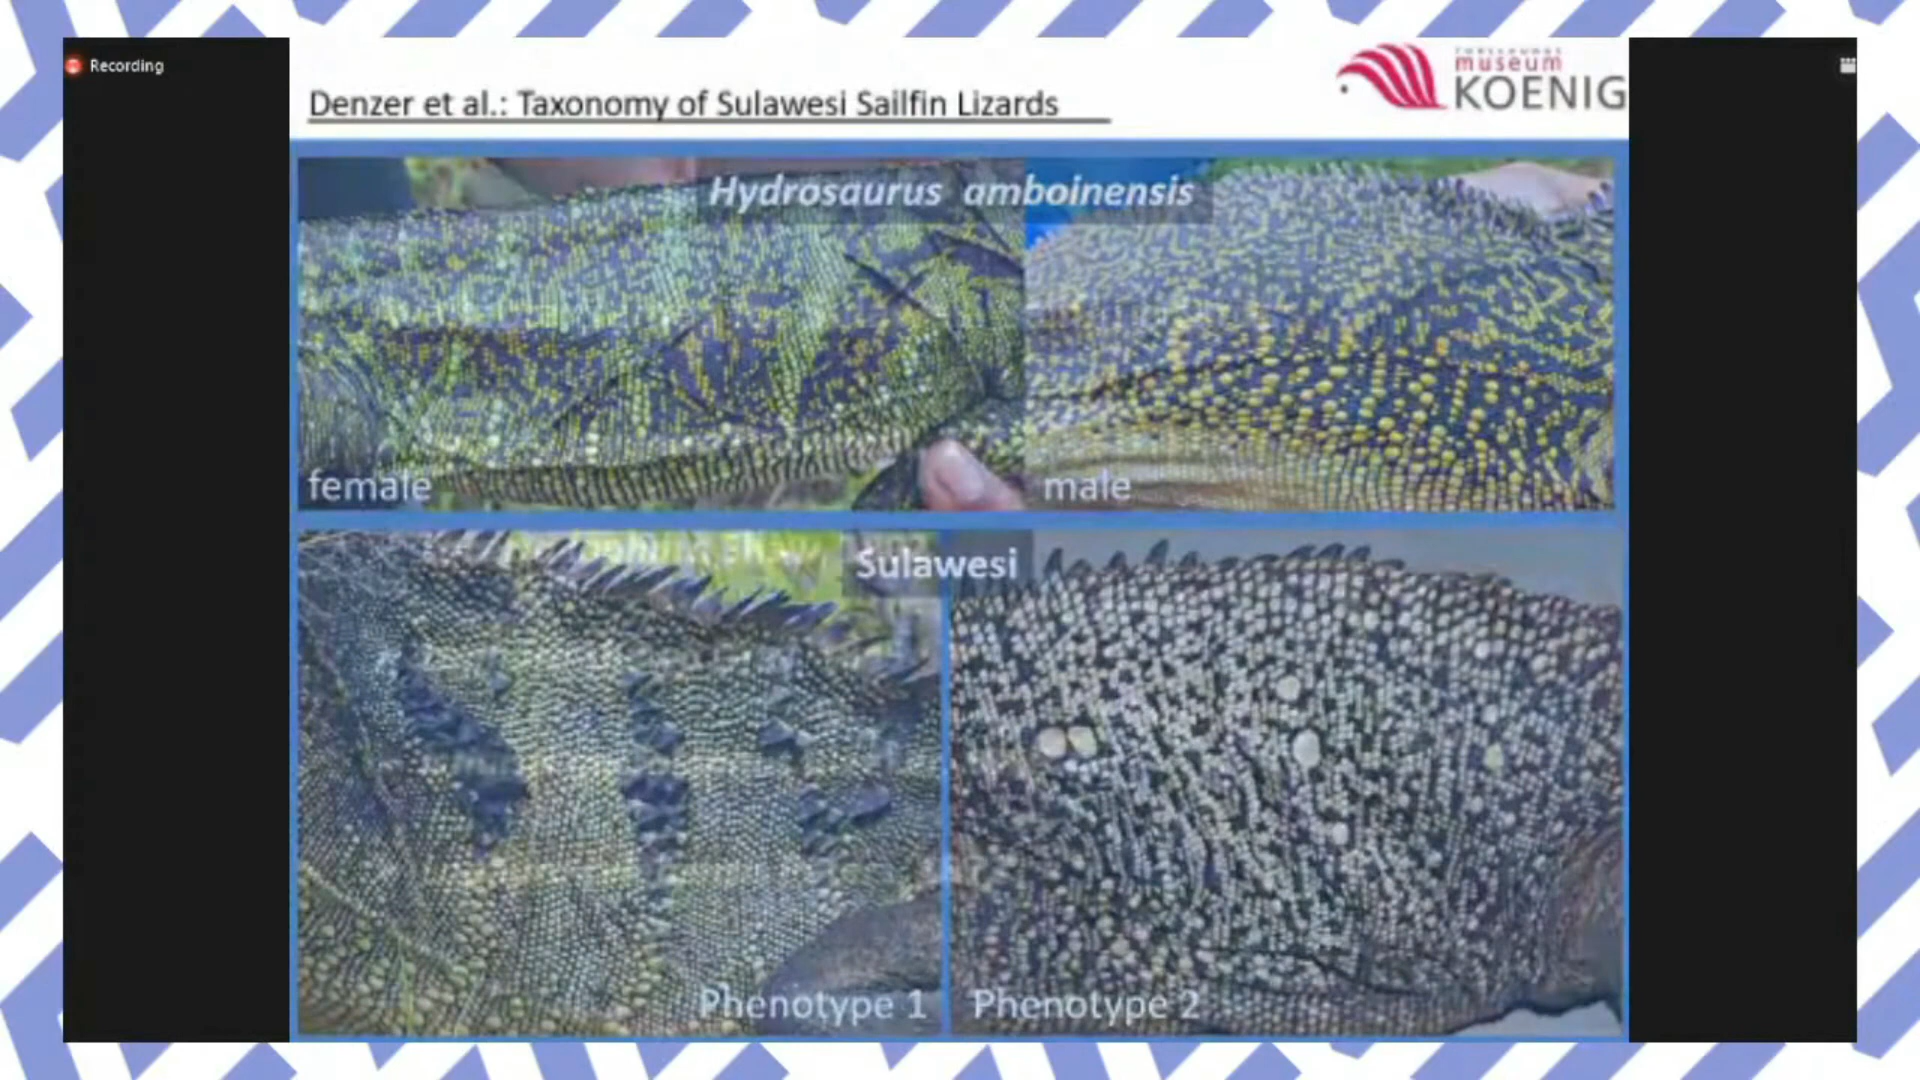 Recording
Denzer et al.: Taxonomy of Sulawesi Sailfin Lizards
museum
KOENIG
Hydrosaurus amboinensis
female
male
Sulawesi
Phenotype 1
Phenotype 2